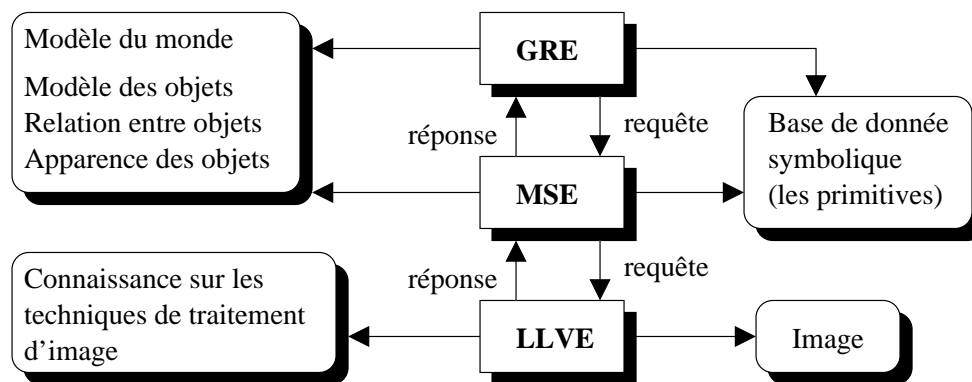 Modèle du monde
Modèle des objets
Relation entre objets
Apparence des objets
GRE
réponse
requête
Base de donnée
symbolique
(les primitives)
MSE
réponse
requête
Connaissance sur les
techniques de traitement
d’image
LLVE
Image